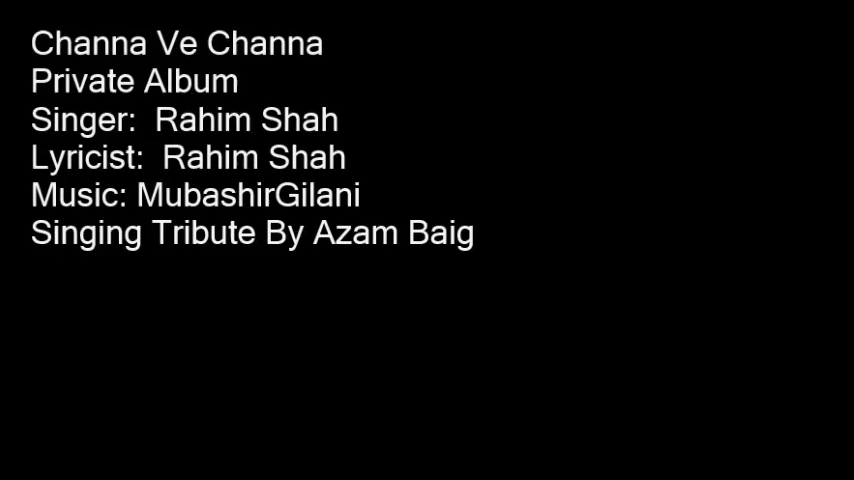 Channa Ve Channa
Private Album
Singer:  Rahim Shah
Lyricist:  Rahim Shah
Music: MubashirGilani
Singing Tribute By Azam Baig